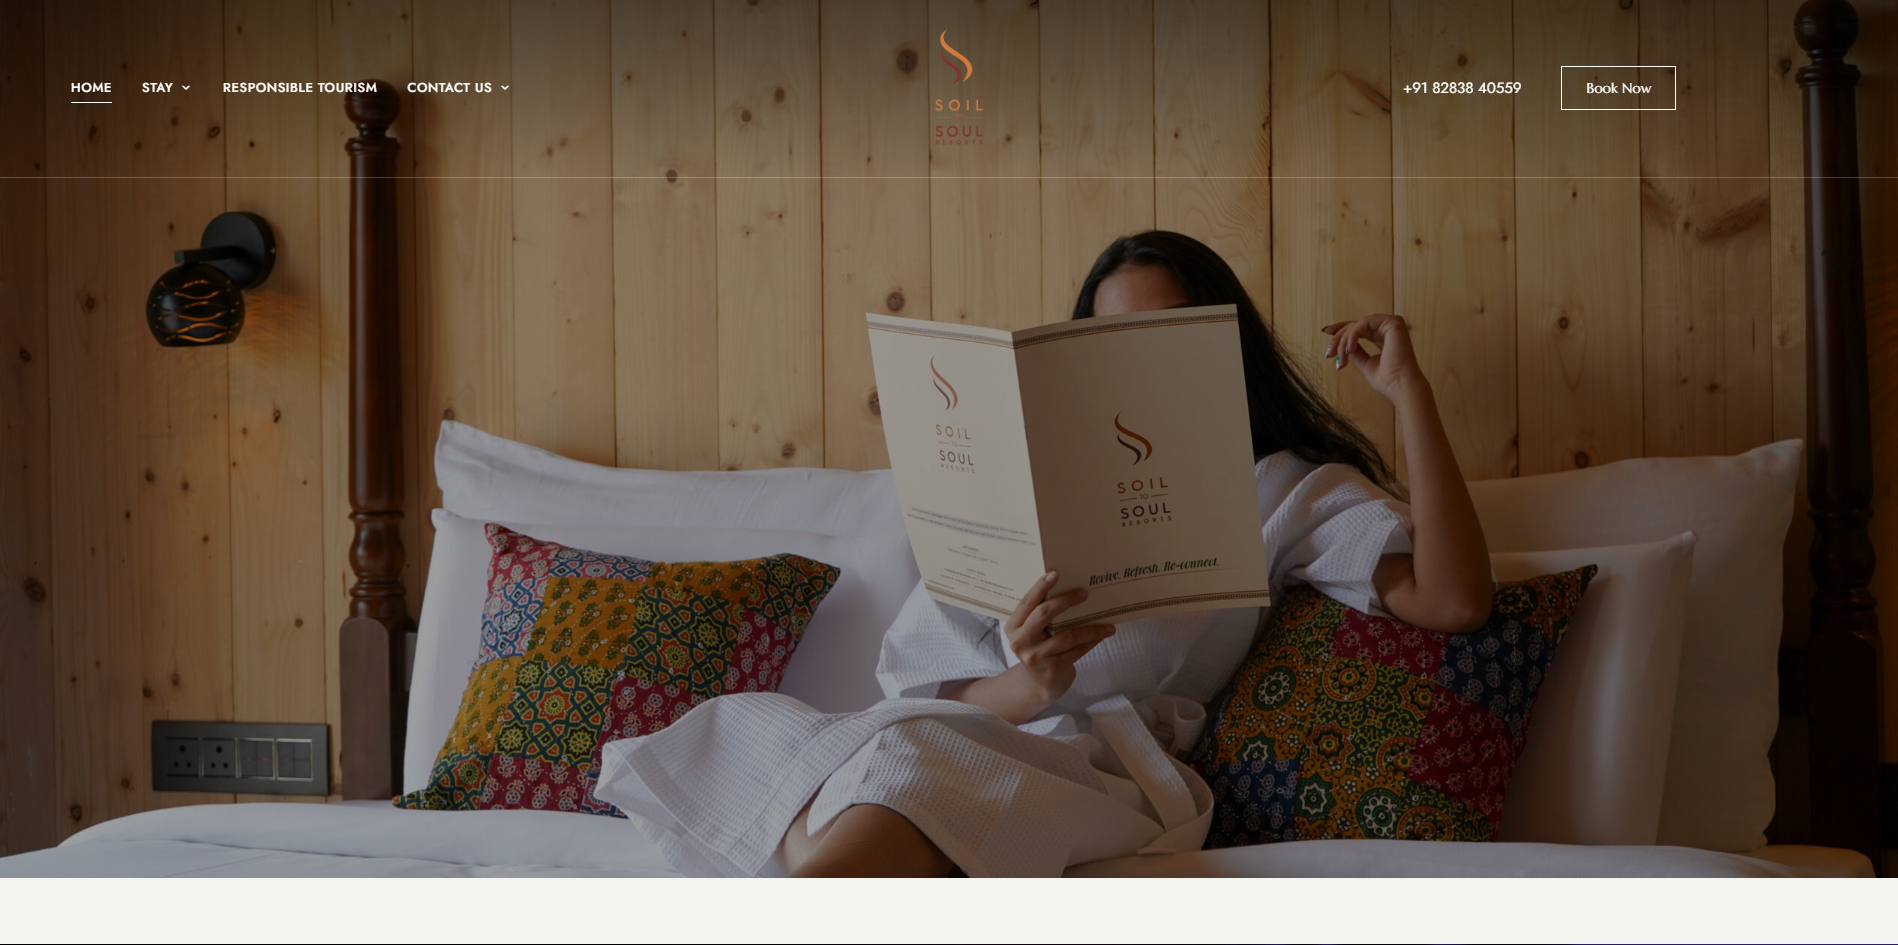 HOME
STAY
RESPONSIBLE TOURISM
CONTACT US
SOIL
SOUL
RESORTS
+91 82838 40559
Book Now
SOIL
TO
SOUL
RESORTS
SOIL
TO
SOUL
RESORTS
Revive. Refresh. Re-connect.